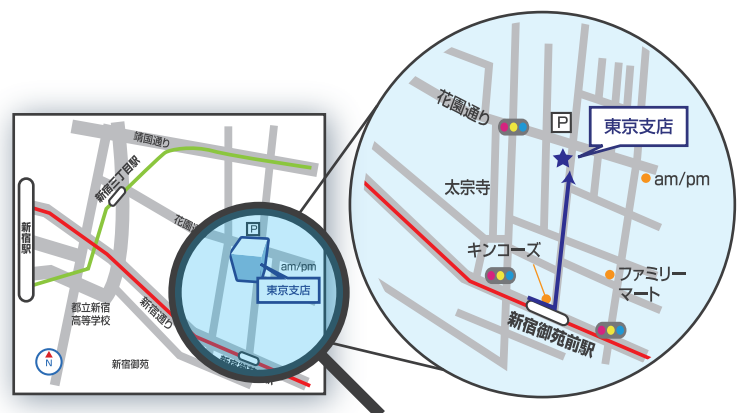 靖国通り
新宿三丁目駅
新宿駅
花園通
P
am/pm
東京支店
都立新宿
高等学校
新宿通り
新宿御苑
N
花園通り
P
東京支店
太宗寺
am/pm
キンコーズ
ファミリー
マート
新宿御苑前駅